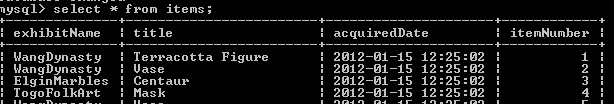 mysql> select * from items;
| exhibitName | title | acquiredDate | itemNumber |
| WangDynasty | Terracotta Figure | 2012-01-15 12:25:02 | 1 |
| WangDynasty | Vase | 2012-01-15 12:25:02 | 2 |
| ElginMarbles | Centaur | 2012-01-15 12:25:02 | 3 |
| TogoFolkArt | Mask | 2012-01-15 12:25:02 | 4 |